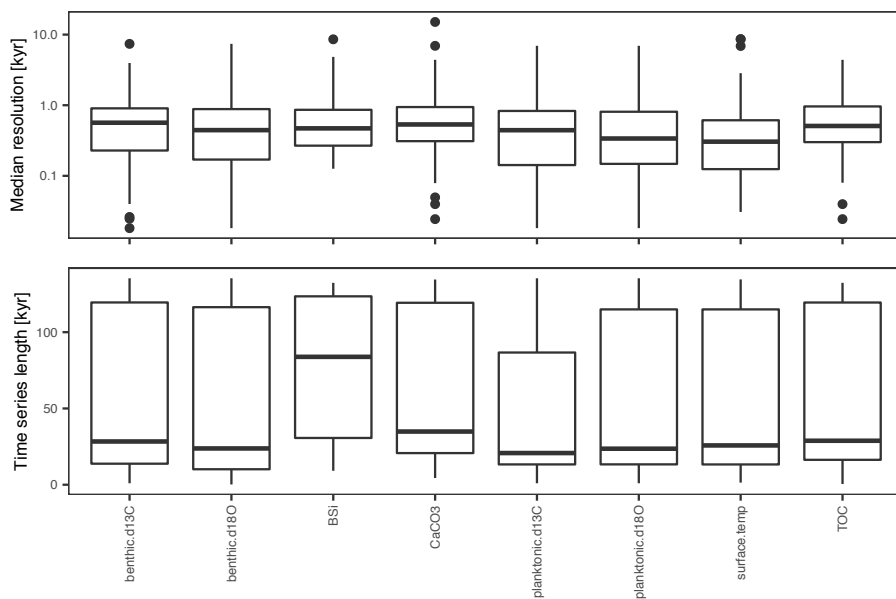 Median resolution [kyr]
10.0
1.0
0.1
Time series length [kyr]
100
50
0
benthic.d13C
benthic.d18O
BSi
CaCO3
planktonic.d13C
planktonic.d18O
surface.temp
TOC